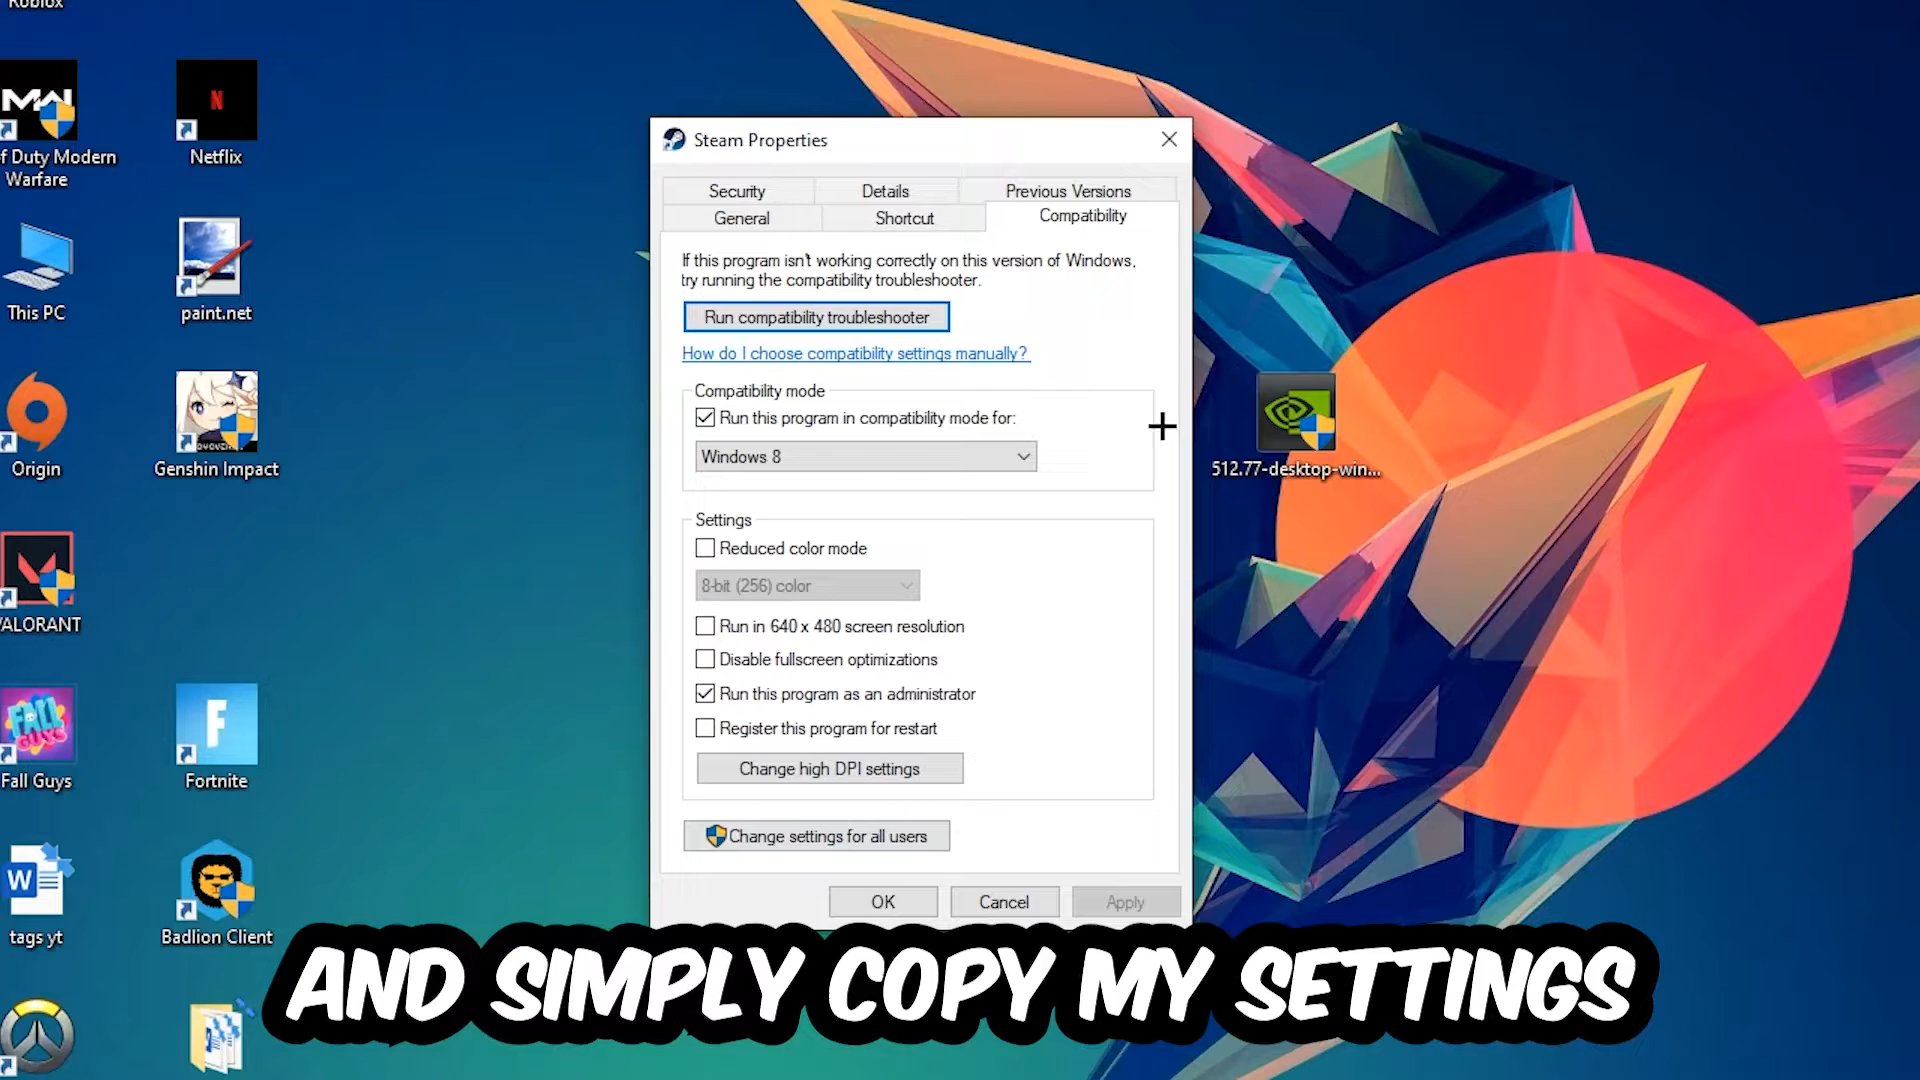 Roblox
MW
f Duty Modern
Warfare
N
Netflix
This PC
paint.net
Origin
Genshin Impact
VALORANT
FALL
GUYS
Fall Guys
F
Fortnite
W
tags yt
Badlion Client
Steam Properties
Security
Details
Previous Versions
General
Shortcut
Compatibility
If this program isn't working correctly on this version of Windows,
try running the compatibility troubleshooter.
Run compatibility troubleshooter
How do I choose compatibility settings manually?
Compatibility mode
Run this program in compatibility mode for:
Windows 8
Settings
Reduced color mode
8-bit (256) color
Run in 640 x 480 screen resolution
Disable fullscreen optimizations
Run this program as an administrator
Register this program for restart
Change high DPI settings
Change settings for all users
OK
Cancel
Apply
512.77-desktop-win...
AND SIMPLY COPY MY SETTINGS